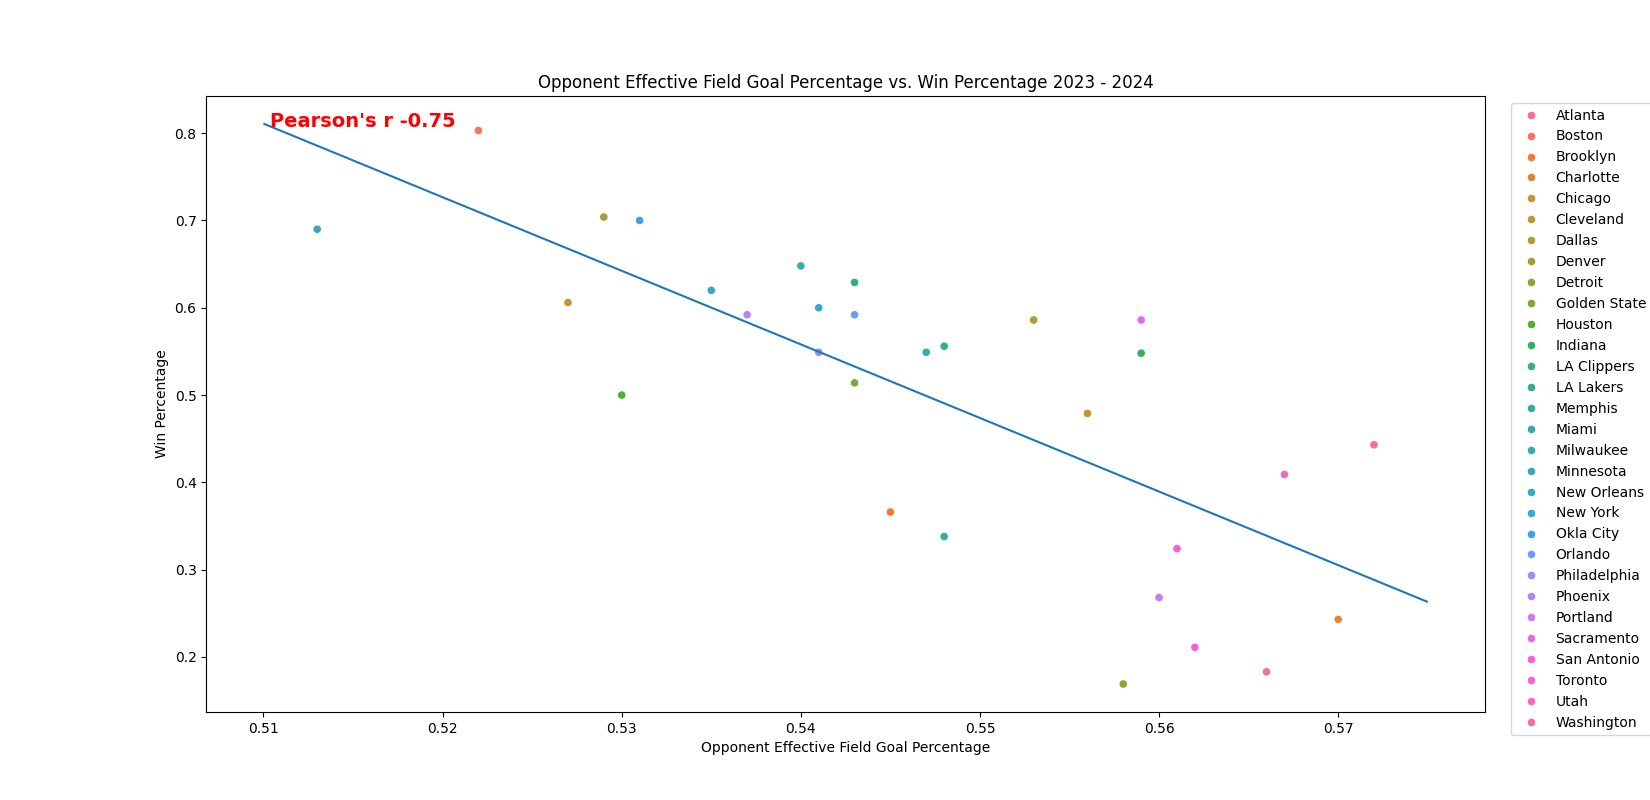 Opponent Effective Field Goal Percentage vs. Win Percentage 2023 - 2024
Pearson's r -0.75
Win Percentage
0.8
0.7
0.6
0.5
0.4
0.3
0.2
0.51 0.52 0.53 0.54 0.55 0.56 0.57
Opponent Effective Field Goal Percentage
Atlanta
Boston
Brooklyn
Charlotte
Chicago
Cleveland
Dallas
Denver
Detroit
Golden State
Houston
Indiana
LA Clippers
LA Lakers
Memphis
Miami
Milwaukee
Minnesota
New Orleans
New York
Okla City
Orlando
Philadelphia
Phoenix
Portland
Sacramento
San Antonio
Toronto
Utah
Washington